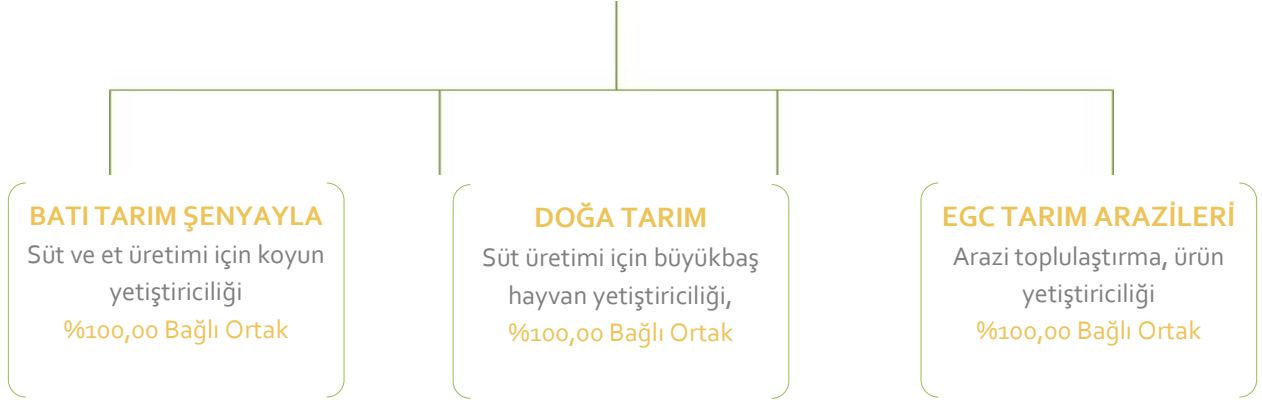 BATI TARIM ŞENYAYLA
Süt ve et üretimi için koyun
yetiştiriciliği
%100,00 Bağlı Ortak
DOĞA TARIM
Süt üretimi için büyükbaş
hayvan yetiştiriciliği,
%100,00 Bağlı Ortak
EGC TARIM ARAZİLERİ
Arazi toplulaştırma, ürün
yetiştiriciliği
%100,00 Bağlı Ortak